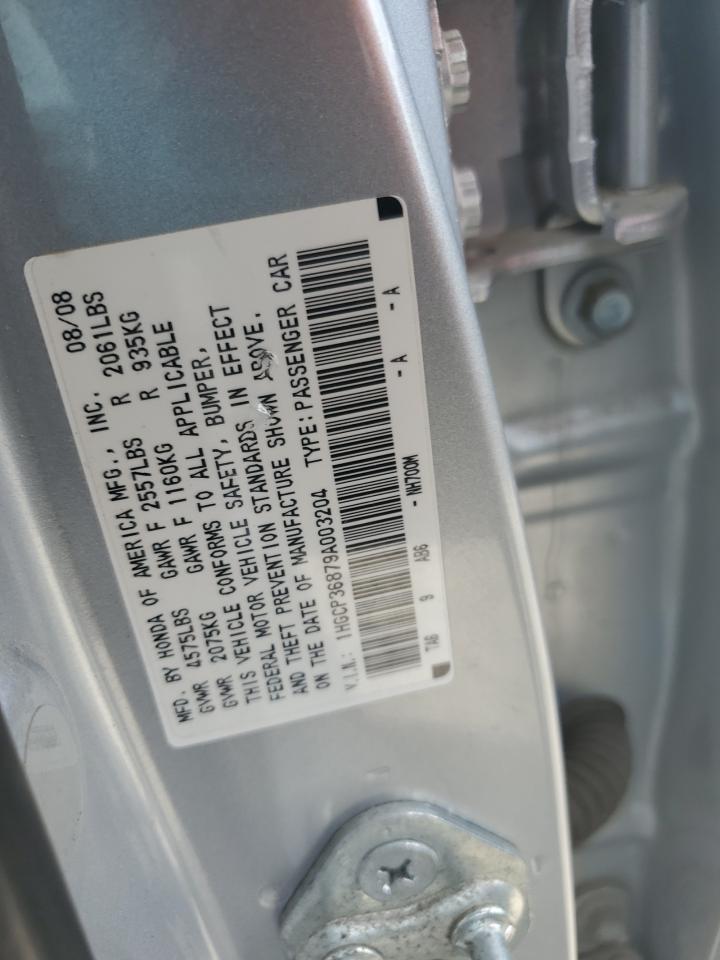 MFD. BY HONDA OF AMERICA MFG., INC. 08/08
GVWR 4575LBS GAWR F 2557LBS R 2061LBS
GVWR 2075KG GAWR F 1160KG R 935KG
THIS VEHICLE CONFORMS TO ALL APPLICABLE
FEDERAL MOTOR VEHICLE SAFETY, BUMPER,
AND THEFT PREVENTION STANDARDS IN EFFECT
ON THE DATE OF MANUFACTURE SHOWN ABOVE.
V.I.N.: 1HGCP36879A003204 TYPE: PASSENGER CAR
TA6 9 AB6 - NH700M - A - A